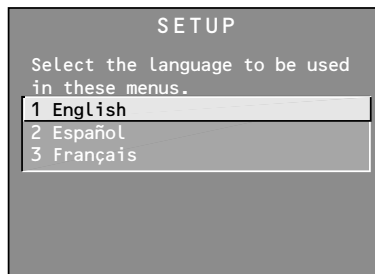 SETUP
Select the language to be used
in these menus.
1 English
2 Español
3 Français